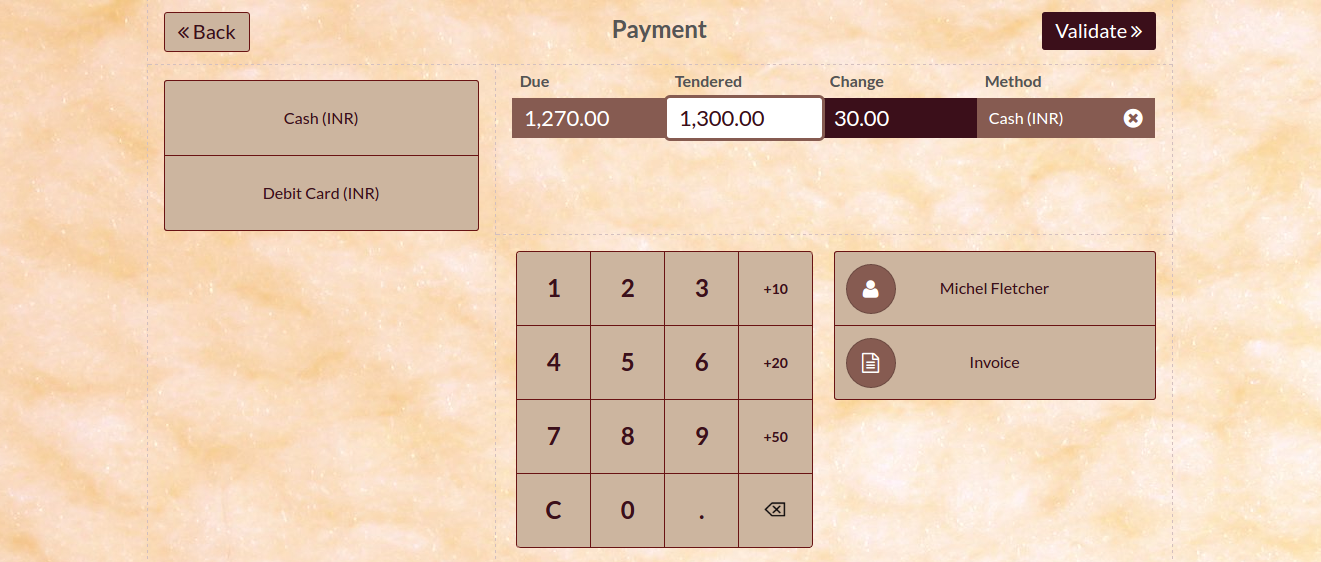 « Back
Payment
Validate »
Cash (INR)
Debit Card (INR)
Due Tendered Change Method
1,270.00 1,300.00 30.00 Cash (INR)
1 2 3 +10
4 5 6 +20
7 8 9 +50
C 0 .
Michel Fletcher
Invoice